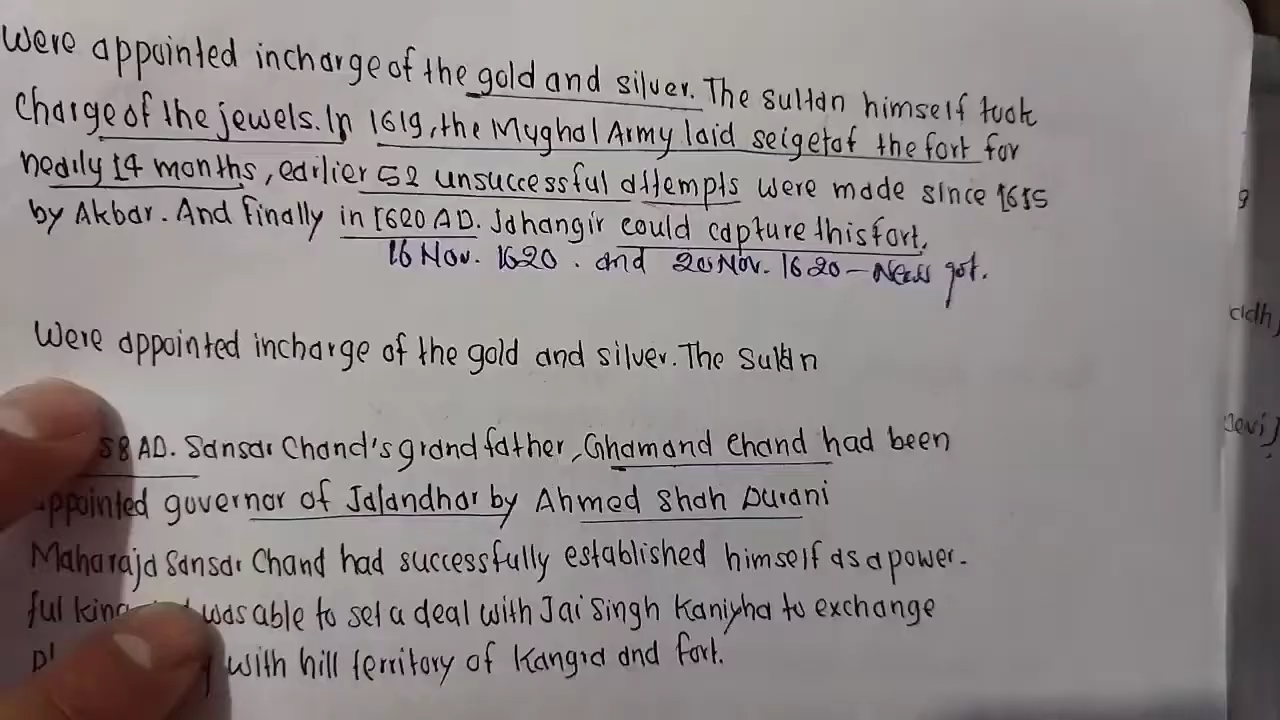 were appointed incharge of the gold and silver. The sultan himself took
charge of the jewels. In 1619, the Mughal Army laid seigetof the fort for
nearly 14 months, earlier 52 unsuccessful attempts were made since 1615
by Akbar. And finally in 1620 AD. Jahangir could capture this fort.
16 Nov. 1620 . and 20 Nov. 1620 - News got.
Were appointed incharge of the gold and silver. The Sultan
58 AD. Sansar Chand's grandfather, Ghamand Chand had been
appointed governor of Jalandhar by Ahmed Shah Durani
Maharaja Sansar Chand had successfully established himself as a power-
ful was able to set a deal with Jai Singh Kaniyha to exchange
with hill territory of Kangra and fort.